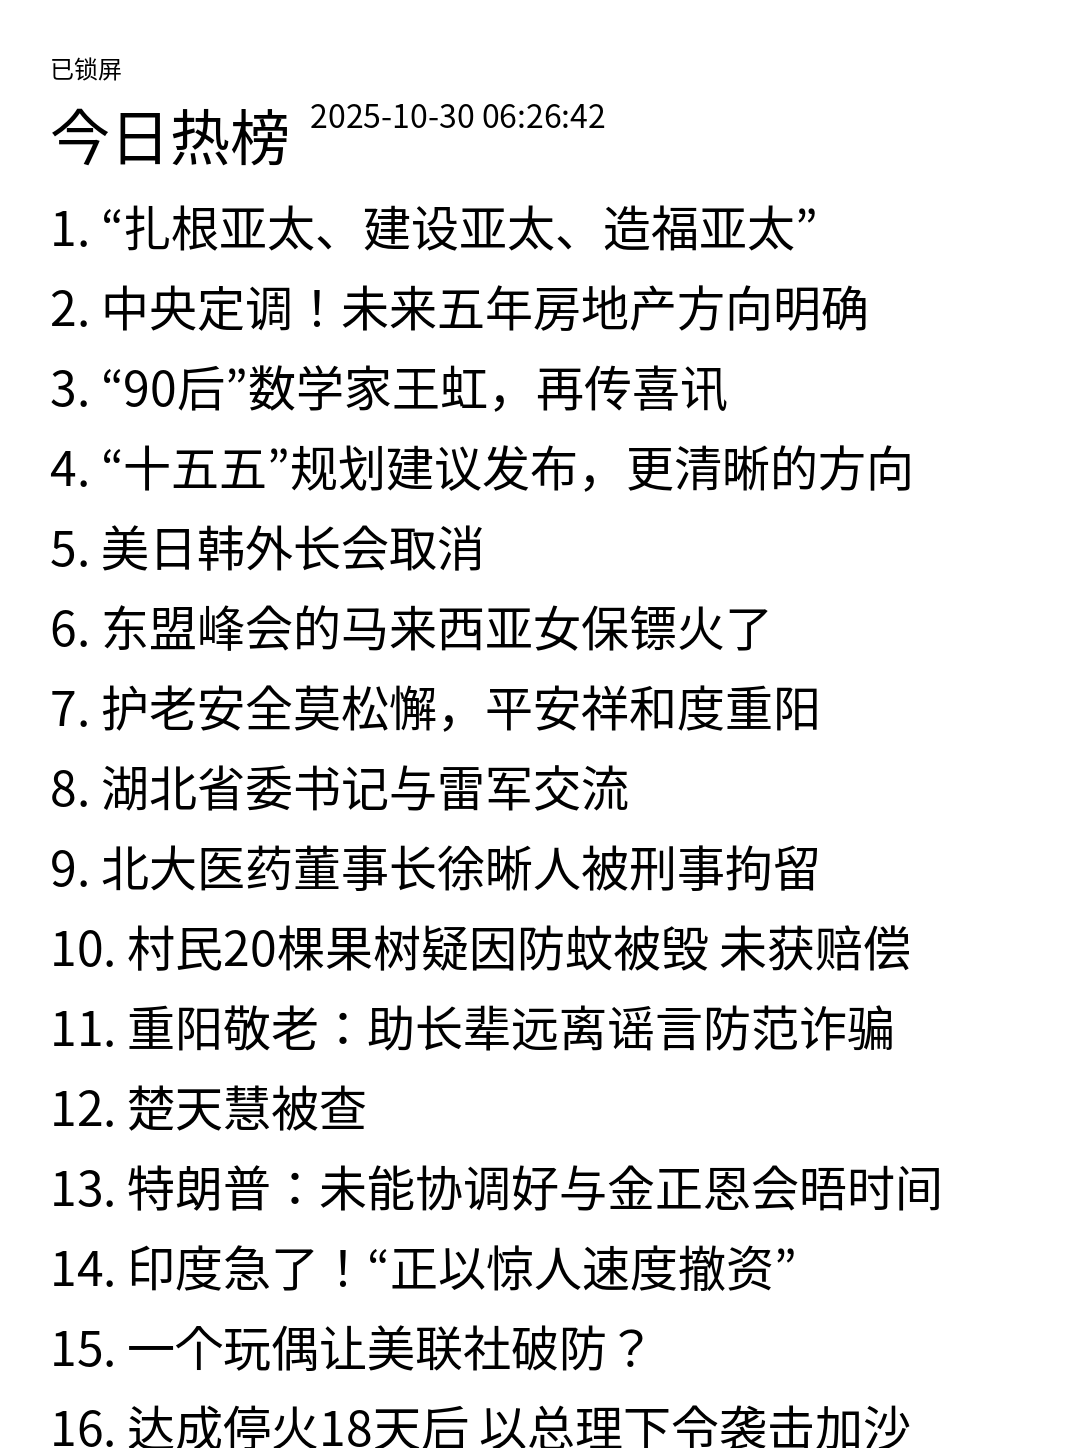 已锁屏
今日热榜 2025-10-30 06:26:42
1. “扎根亚太、建设亚太、造福亚太”
2. 中央定调！未来五年房地产方向明确
3. “90后”数学家王虹，再传喜讯
4. “十五五”规划建议发布，更清晰的方向
5. 美日韩外长会取消
6. 东盟峰会的马来西亚女保镖火了
7. 护老安全莫松懈，平安祥和度重阳
8. 湖北省委书记与雷军交流
9. 北大医药董事长徐晰人被刑事拘留
10. 村民20棵果树疑因防蚊被毁 未获赔偿
11. 重阳敬老：助长辈远离谣言防范诈骗
12. 楚天慧被查
13. 特朗普：未能协调好与金正恩会晤时间
14. 印度急了！“正以惊人速度撤资”
15. 一个玩偶让美联社破防？
16. 达成停火18天后 以总理下令袭击加沙